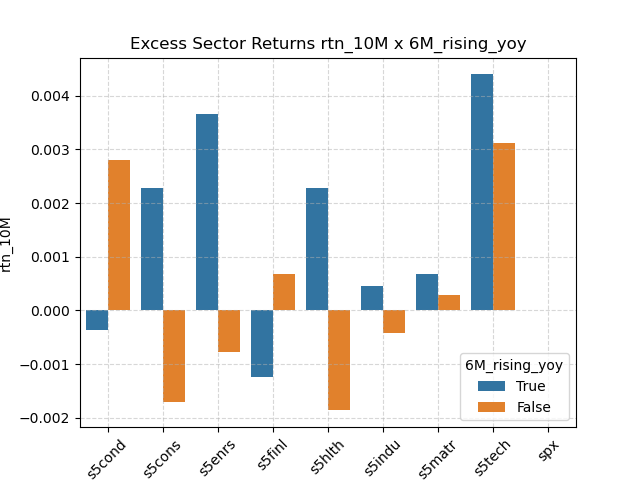 Excess Sector Returns rtn_10M x 6M_rising_yoy
rtn_10M
0.004
0.003
0.002
0.001
0.000
−0.001
−0.002
6M_rising_yoy
True
False
s5cond
s5cons
s5enrs
s5finl
s5hlth
s5indu
s5matr
s5tech
spx